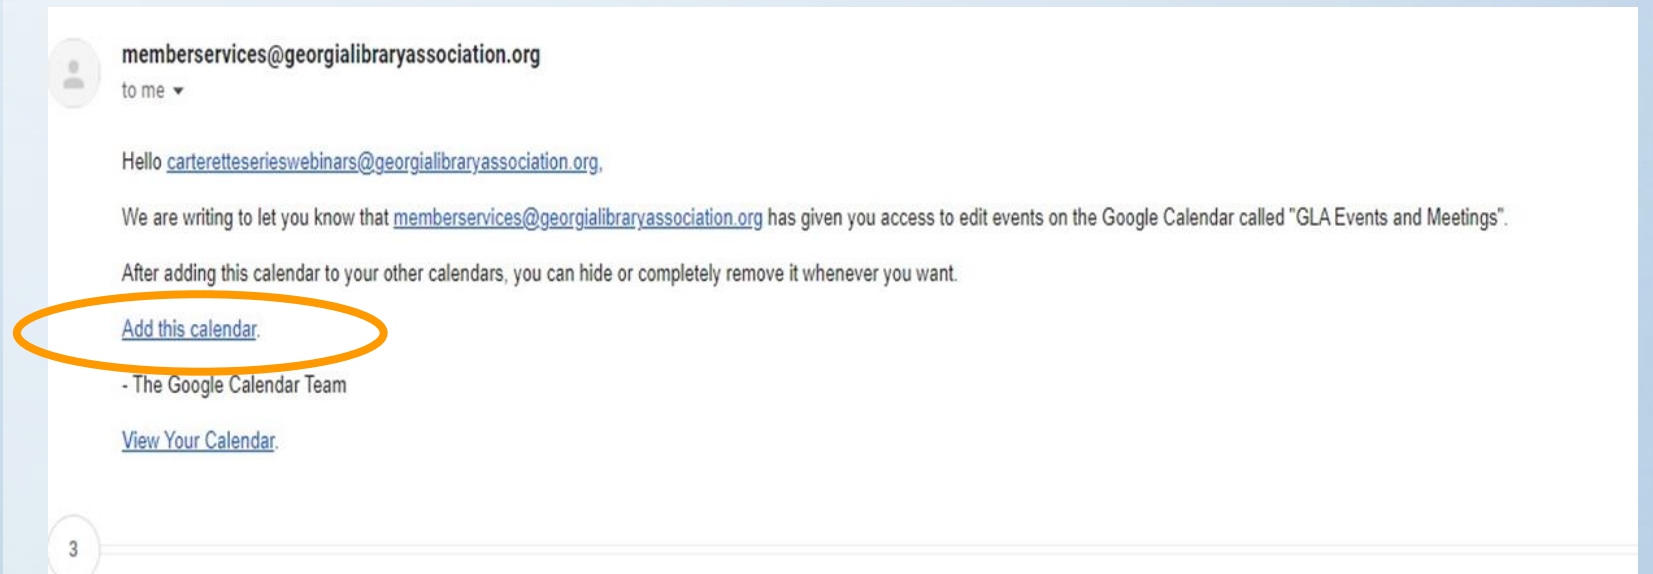 memberservices@georgialibraryassociation.org
to me
Hello carteretteserieswebinars@georgialibraryassociation.org,
We are writing to let you know that memberservices@georgialibraryassociation.org has given you access to edit events on the Google Calendar called "GLA Events and Meetings".
After adding this calendar to your other calendars, you can hide or completely remove it whenever you want.
Add this calendar.
- The Google Calendar Team
View Your Calendar.
3